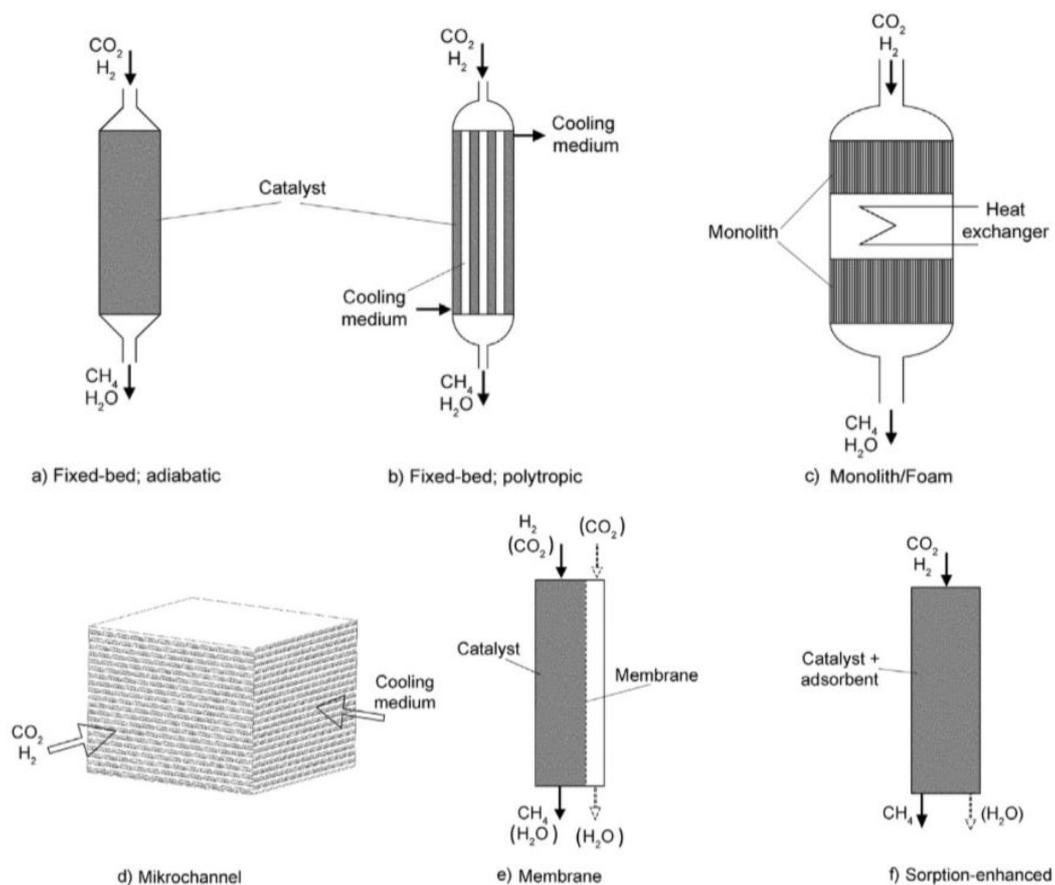 CO₂
H₂
Catalyst
CH₄
H₂O
a) Fixed-bed; adiabatic
CO₂
H₂
Cooling
medium
Cooling
medium
CH₄
H₂O
b) Fixed-bed; polytropic
CO₂
H₂
Monolith
Heat
exchanger
CH₄
H₂O
c) Monolith/Foam
CO₂
H₂
Cooling
medium
d) Mikrochannel
H₂
(CO₂)
(CO₂)
Catalyst
Membrane
CH₄
(H₂O)
(H₂O)
e) Membrane
CO₂
H₂
Catalyst +
adsorbent
CH₄
(H₂O)
f) Sorption-enhanced